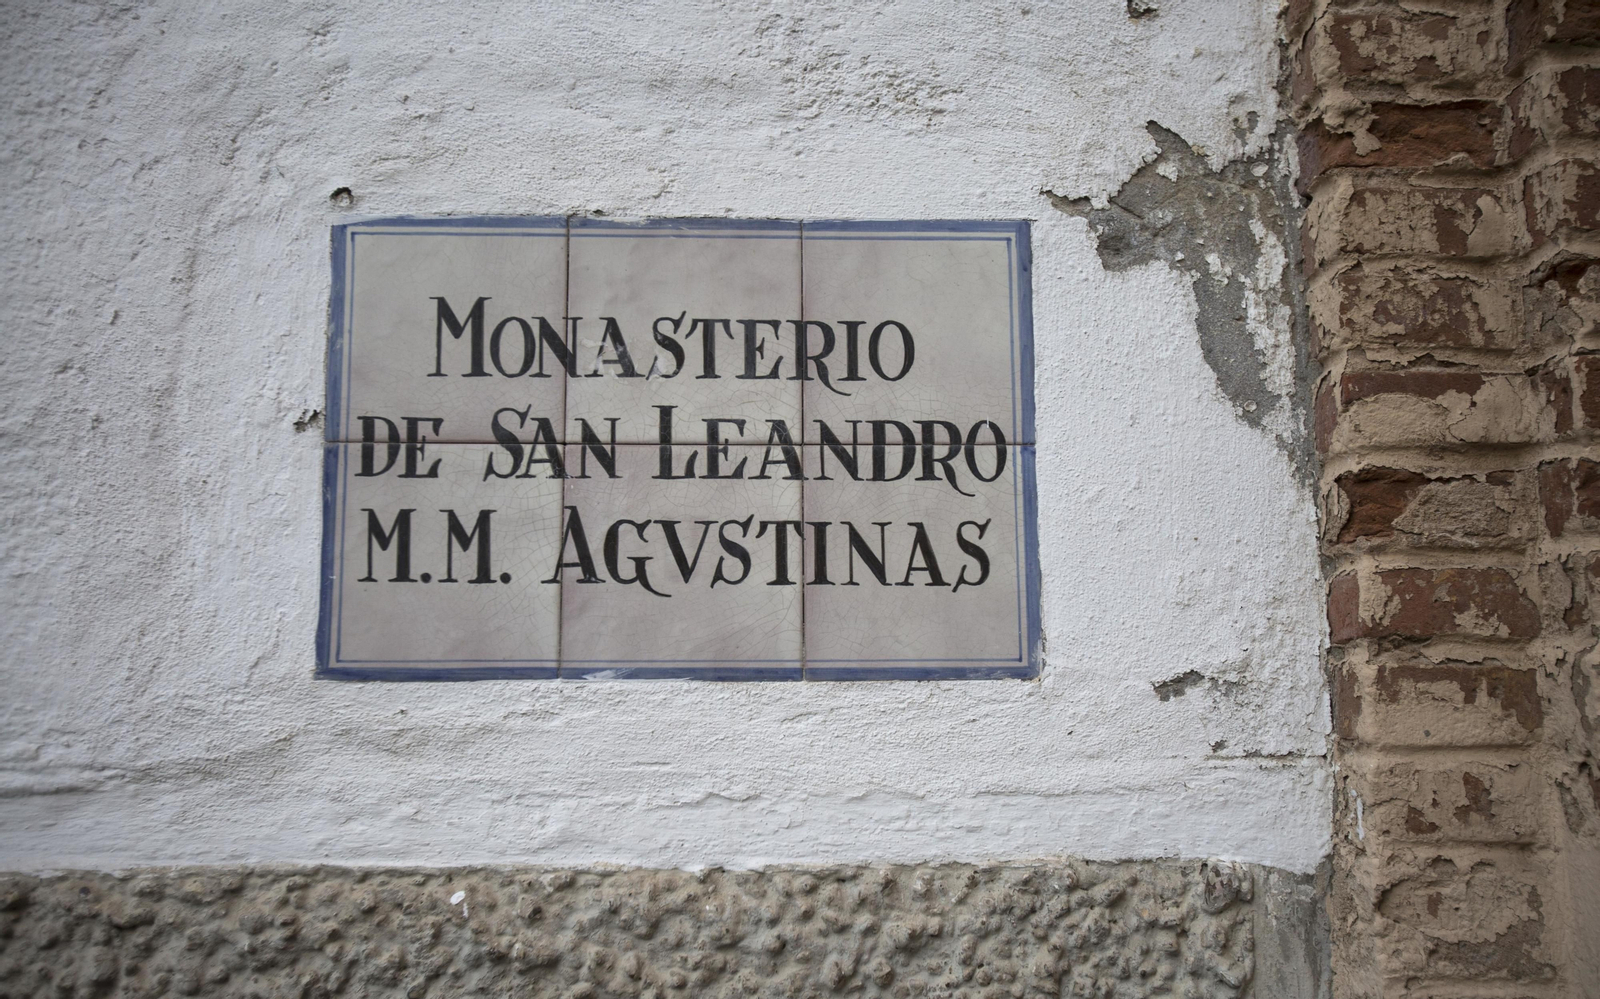 MONASTERIO
DE SAN LEANDRO
M.M. AGVSTINAS